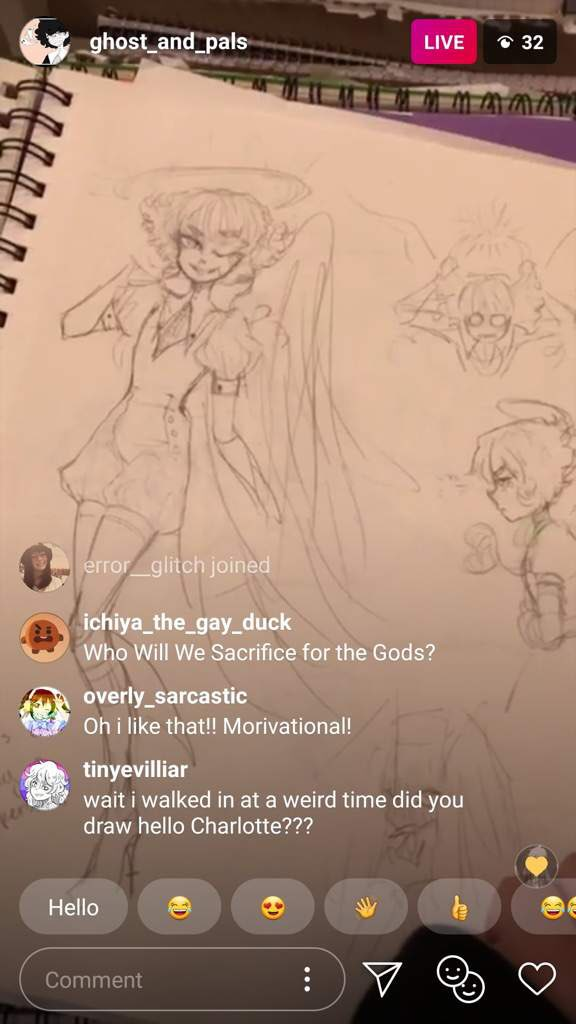 ghost_and_pals
LIVE
32
error__glitch joined
ichiya_the_gay_duck
Who Will We Sacrifice for the Gods?
overly_sarcastic
Oh i like that!! Morivational!
tinyevilliar
wait i walked in at a weird time did you
draw hello Charlotte???
Hello
Comment